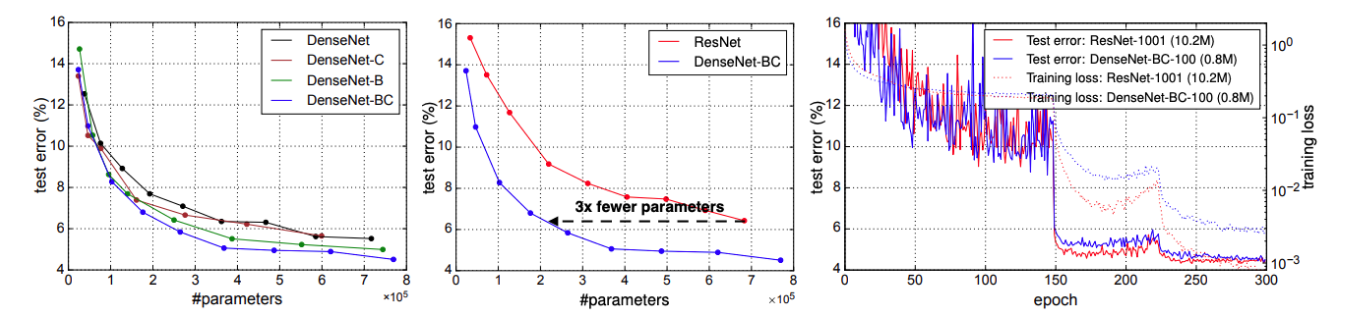 16
14
12
10
8
6
4
test error (%)
0 1 2 3 4 5 6 7 8
#parameters
×10⁵
DenseNet
DenseNet-C
DenseNet-B
DenseNet-BC
16
14
12
10
8
6
4
test error (%)
0 1 2 3 4 5 6 7 8
#parameters
×10⁵
ResNet
DenseNet-BC
3x fewer parameters
16
14
12
10
8
6
4
test error (%)
0 50 100 150 200 250 300
epoch
10⁰
10⁻¹
10⁻²
10⁻³
training loss
Test error: ResNet-1001 (10.2M)
Test error: DenseNet-BC-100 (0.8M)
Training loss: ResNet-1001 (10.2M)
Training loss: DenseNet-BC-100 (0.8M)